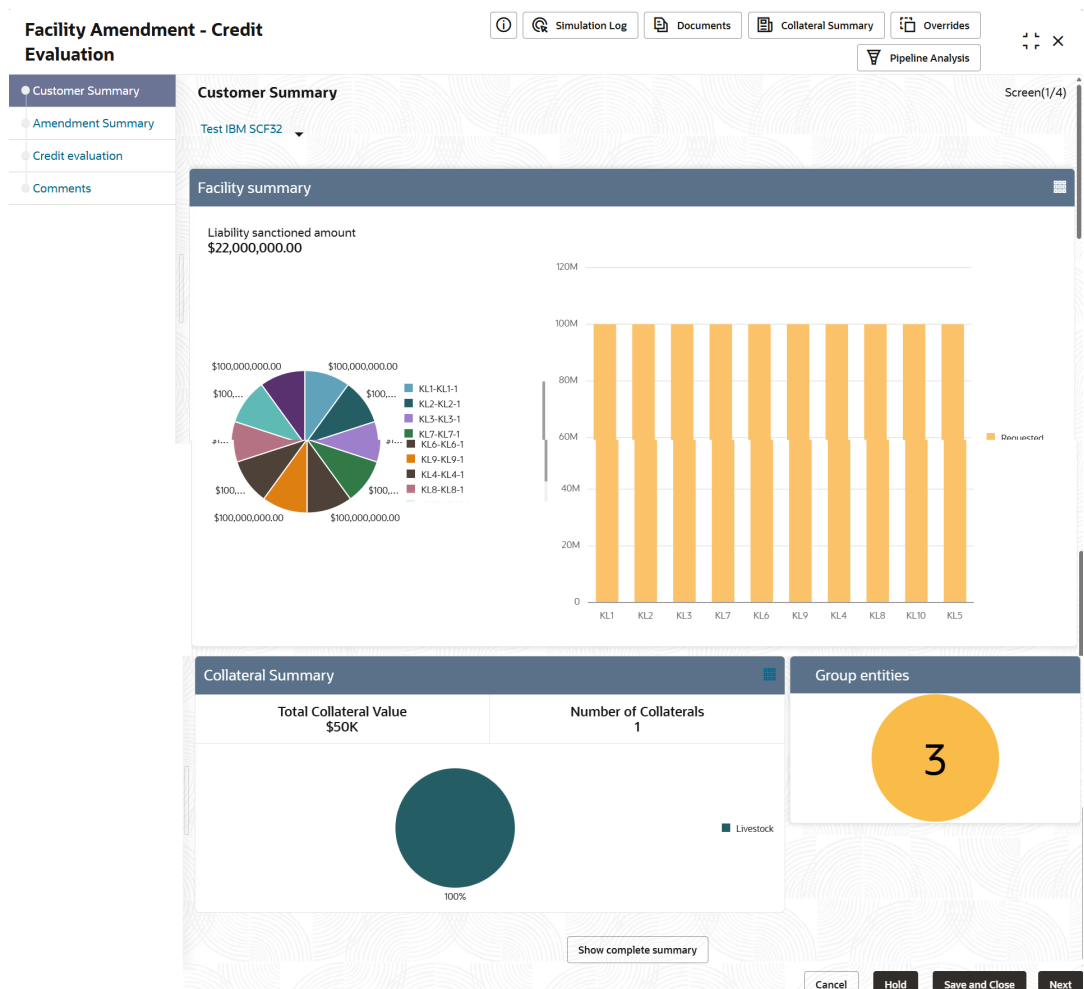 Facility Amendment - Credit
Evaluation
Simulation Log
Documents
Collateral Summary
Overrides
Pipeline Analysis
Customer Summary
Amendment Summary
Credit evaluation
Comments
Customer Summary
Screen(1/4)
Test IBM SCF32
Facility summary
Liability sanctioned amount
$22,000,000.00
$100,000,000.00
$100,000,000.00
$100,...
$100,...
$100,...
$100,...
$100,000,000.00
$100,000,000.00
KL1-KL1-1
KL2-KL2-1
KL3-KL3-1
KL7-KL7-1
KL6-KL6-1
KL9-KL9-1
KL4-KL4-1
KL8-KL8-1
120M
100M
80M
60M
40M
20M
0
KL1 KL2 KL3 KL7 KL6 KL9 KL4 KL8 KL10 KL5
Requested
Collateral Summary
Total Collateral Value
$50K
Number of Collaterals
1
100%
Livestock
Group entities
3
Show complete summary
Cancel
Hold
Save and Close
Next